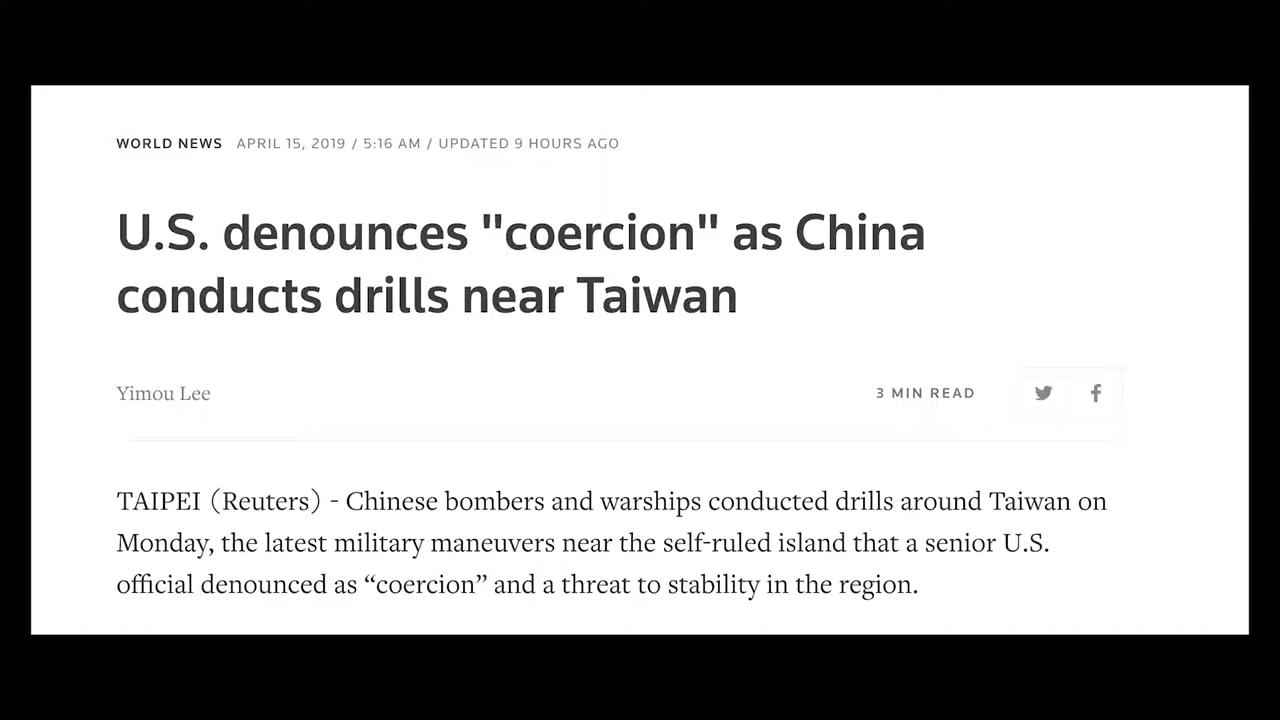 WORLD NEWS APRIL 15, 2019 / 5:16 AM / UPDATED 9 HOURS AGO
U.S. denounces "coercion" as China
conducts drills near Taiwan
Yimou Lee 3 MIN READ
TAIPEI (Reuters) - Chinese bombers and warships conducted drills around Taiwan on
Monday, the latest military maneuvers near the self-ruled island that a senior U.S.
official denounced as “coercion” and a threat to stability in the region.